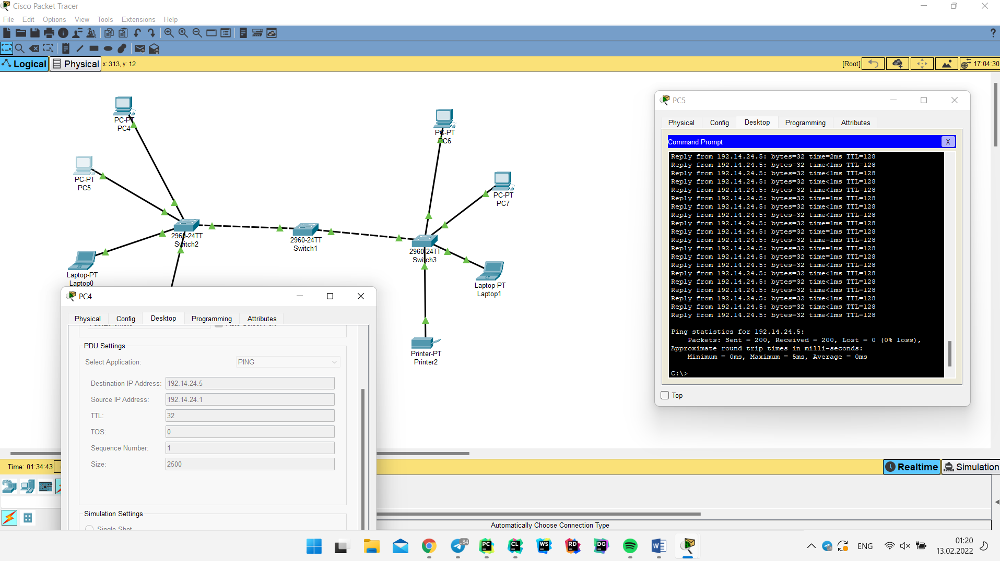 Cisco Packet Tracer
File Edit Options View Tools Extensions Help
Logical Physical x: 313, y: 12 [Root] 17:04:30
PC-PT
PC4
PC-PT
PC5
2960-24TT
Switch2
Laptop-PT
Laptop0
2960-24TT
Switch1
PC-PT
PC6
PC-PT
PC7
2960-24TT
Switch3
Laptop-PT
Laptop1
Printer-PT
Printer2
PC5
Physical Config Desktop Programming Attributes
Command Prompt X
Reply from 192.14.24.5: bytes=32 time=2ms TTL=128
Reply from 192.14.24.5: bytes=32 time<1ms TTL=128
Reply from 192.14.24.5: bytes=32 time<1ms TTL=128
Reply from 192.14.24.5: bytes=32 time<1ms TTL=128
Reply from 192.14.24.5: bytes=32 time<1ms TTL=128
Reply from 192.14.24.5: bytes=32 time=1ms TTL=128
Reply from 192.14.24.5: bytes=32 time<1ms TTL=128
Reply from 192.14.24.5: bytes=32 time<1ms TTL=128
Reply from 192.14.24.5: bytes=32 time<1ms TTL=128
Reply from 192.14.24.5: bytes=32 time<1ms TTL=128
Reply from 192.14.24.5: bytes=32 time=1ms TTL=128
Reply from 192.14.24.5: bytes=32 time=1ms TTL=128
Reply from 192.14.24.5: bytes=32 time<1ms TTL=128
Reply from 192.14.24.5: bytes=32 time<1ms TTL=128
Reply from 192.14.24.5: bytes=32 time<1ms TTL=128
Reply from 192.14.24.5: bytes=32 time<1ms TTL=128
Reply from 192.14.24.5: bytes=32 time=1ms TTL=128
Reply from 192.14.24.5: bytes=32 time<1ms TTL=128
Reply from 192.14.24.5: bytes=32 time<1ms TTL=128
Reply from 192.14.24.5: bytes=32 time<1ms TTL=128
Ping statistics for 192.14.24.5:
Packets: Sent = 200, Received = 200, Lost = 0 (0% loss),
Approximate round trip times in milli-seconds:
Minimum = 0ms, Maximum = 5ms, Average = 0ms
C:\>
Top
PC4
Physical Config Desktop Programming Attributes
PDU Settings
Select Application: PING
Destination IP Address: 192.14.24.5
Source IP Address: 192.14.24.1
TTL: 32
TOS: 0
Sequence Number: 1
Size: 2500
Simulation Settings
Single Shot
Time: 01:34:43
Realtime Simulation
Automatically Choose Connection Type
..84 PC CL WS RD DG W
ENG
01:20
13.02.2022